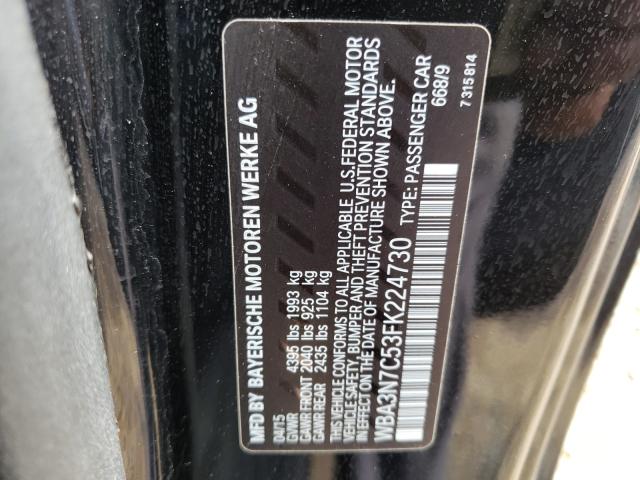 MFD BY BAYERISCHE MOTOREN WERKE AG
04/15
GVWR 4395 lbs 1993 kg
GAWR FRONT 2040 lbs 925 kg
GAWR REAR 2435 lbs 1104 kg
THIS VEHICLE CONFORMS TO ALL APPLICABLE U.S.FEDERAL MOTOR
VEHICLE SAFETY, BUMPER AND THEFT PREVENTION STANDARDS
IN EFFECT ON THE DATE OF MANUFACTURE SHOWN ABOVE.
WBA3N7C53FK224730 TYPE: PASSENGER CAR
668/9
7 315 814